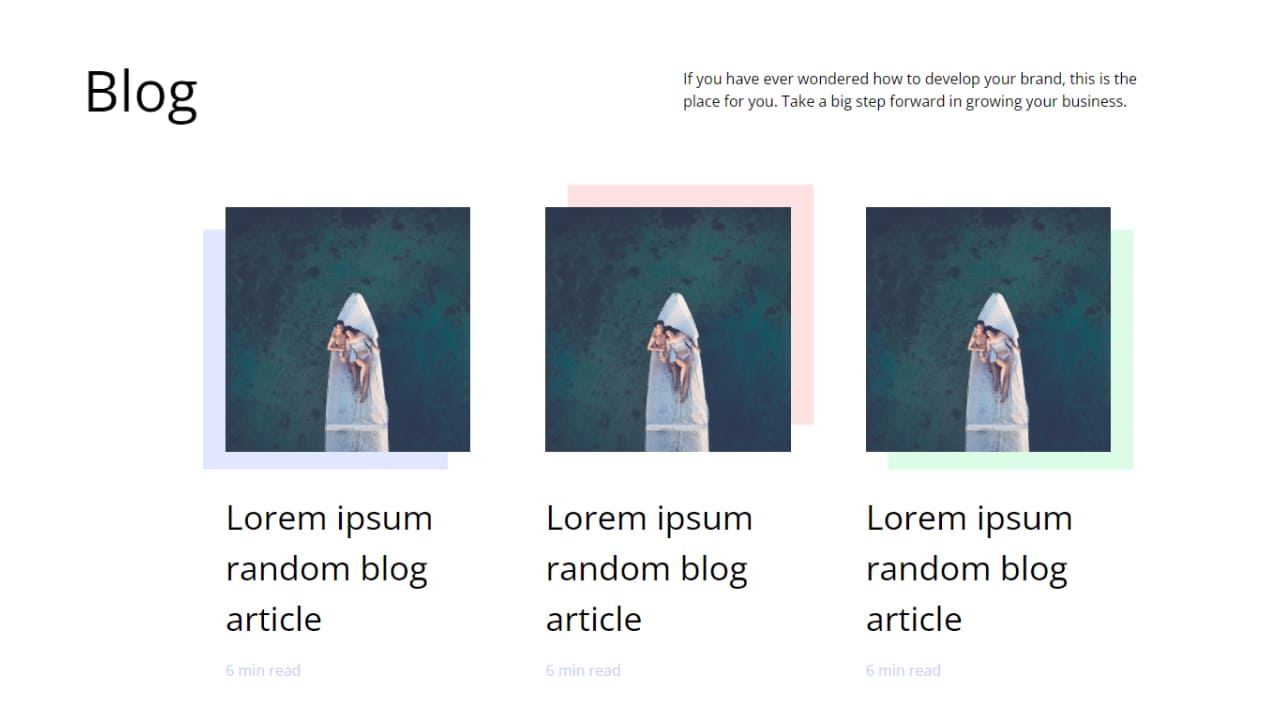 Blog
If you have ever wondered how to develop your brand, this is the
place for you. Take a big step forward in growing your business.
Lorem ipsum
random blog
article
6 min read
Lorem ipsum
random blog
article
6 min read
Lorem ipsum
random blog
article
6 min read